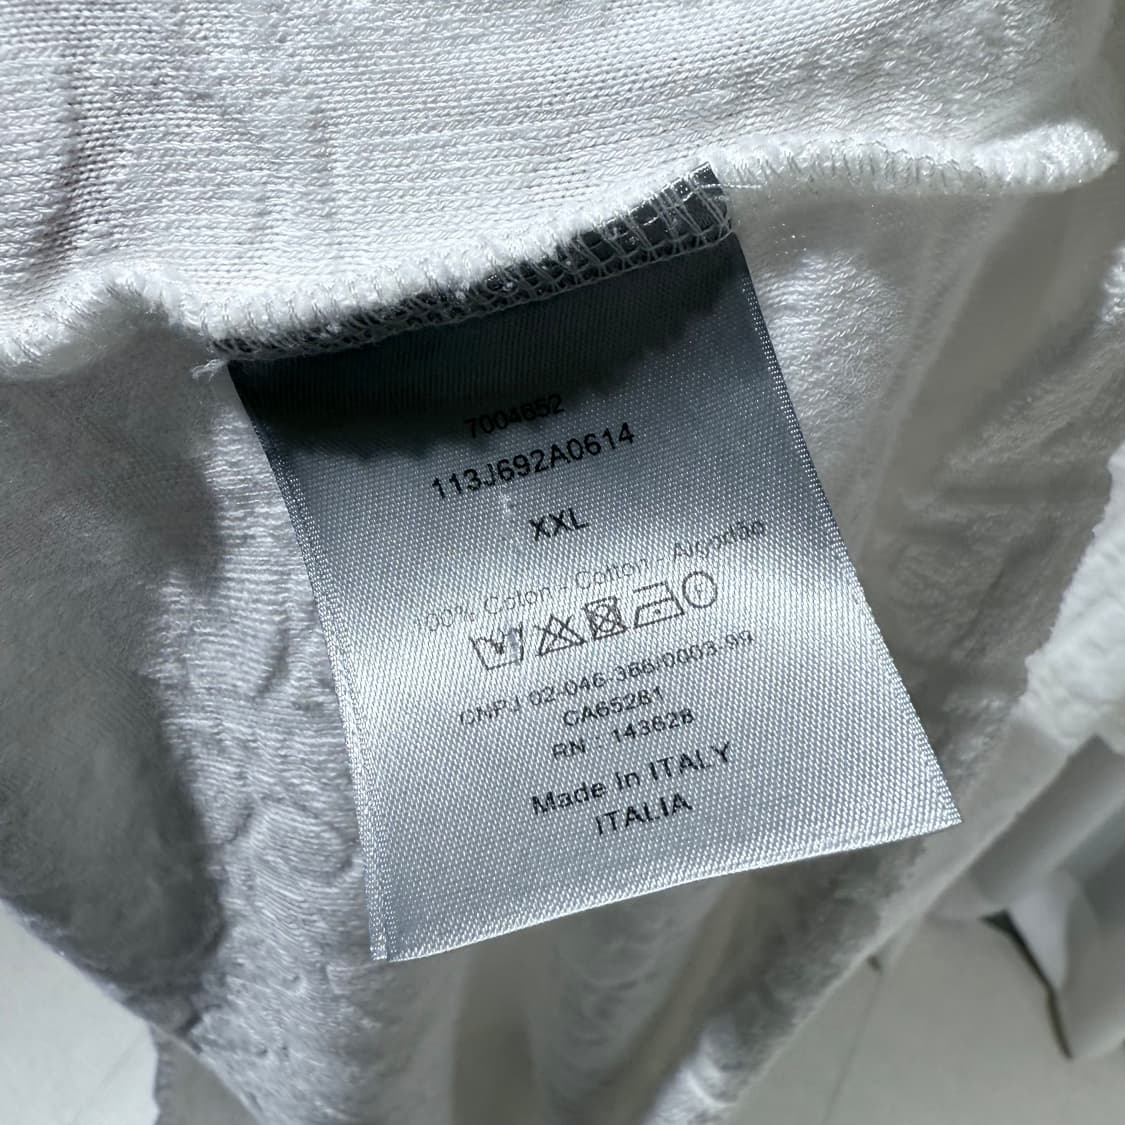 7004652
113J692A0614
XXL
100% Coton - Cotton - Algodão
CNPJ 02-046-366/0003-99
CA65281
RN : 143628
Made in ITALY
ITALIA